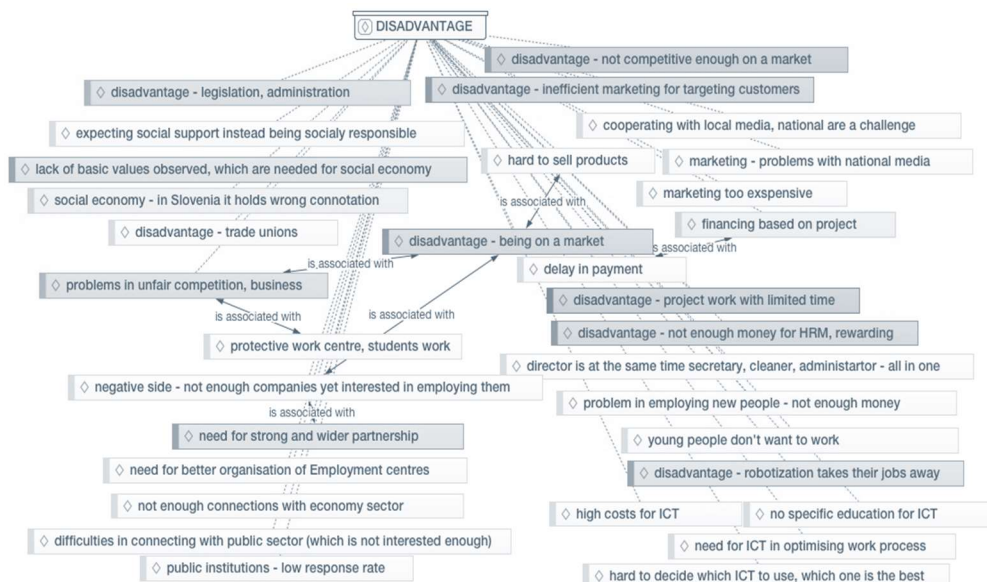 DISADVANTAGE
disadvantage - not competitive enough on a market
disadvantage - legislation, administration
disadvantage - inefficient marketing for targeting customers
expecting social support instead being socialy responsible
cooperating with local media, national are a challenge
lack of basic values observed, which are needed for social economy
hard to sell products
marketing - problems with national media
social economy - in Slovenia it holds wrong connotation
is associated with
marketing too exspensive
disadvantage - trade unions
financing based on project
disadvantage - being on a market
s associated with
is associated with
delay in payment
problems in unfair competition, business
disadvantage - project work with limited time
is associated with
is associated with
disadvantage - not enough money for HRM, rewarding
protective work centre, students work
director is at the same time secretary, cleaner, administartor - all in one
negative side - not enough companies yet interested in employing them
problem in employing new people - not enough money
is associated with
need for strong and wider partnership
young people don't want to work
need for better organisation of Employment centres
disadvantage - robotization takes their jobs away
not enough connections with economy sector
high costs for ICT
no specific education for ICT
difficulties in connecting with public sector (which is not interested enough)
need for ICT in optimising work process
public institutions - low response rate
hard to decide which ICT to use, which one is the best